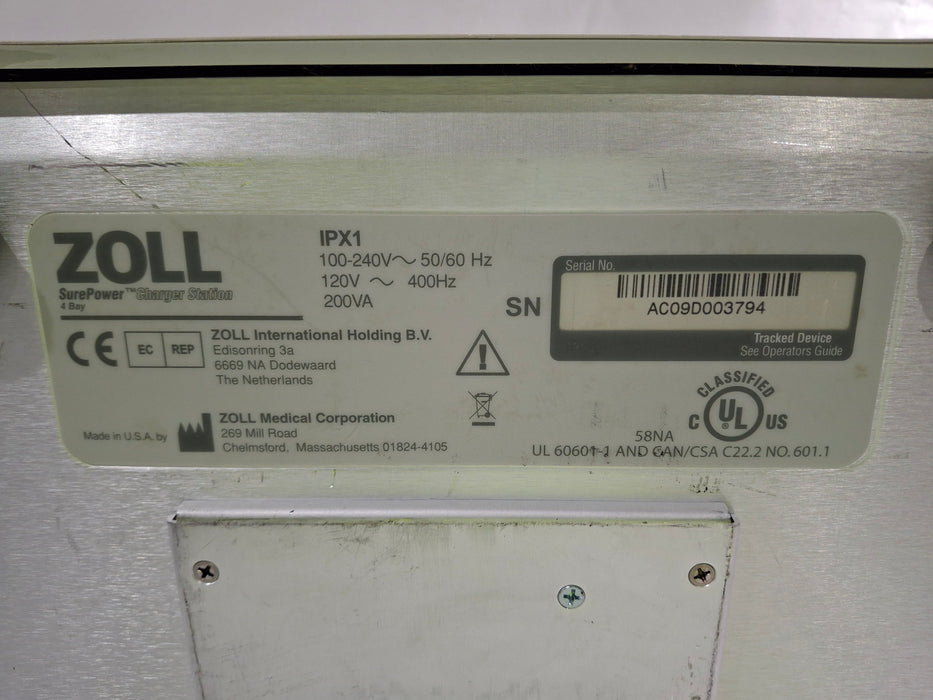 ZOLL
SurePower™ Charger Station
4 Bay
IPX1
100-240V～ 50/60 Hz
120V ～ 400Hz
200VA
SN
Serial No.
AC09D003794
Tracked Device
See Operators Guide
CE
EC REP
ZOLL International Holding B.V.
Edisonring 3a
6669 NA Dodewaard
The Netherlands
Made in U.S.A. by
ZOLL Medical Corporation
269 Mill Road
Chelmsford, Massachusetts 01824-4105
CLASSIFIED
C UL US
58NA
UL 60601-1 AND CAN/CSA C22.2 NO. 601.1